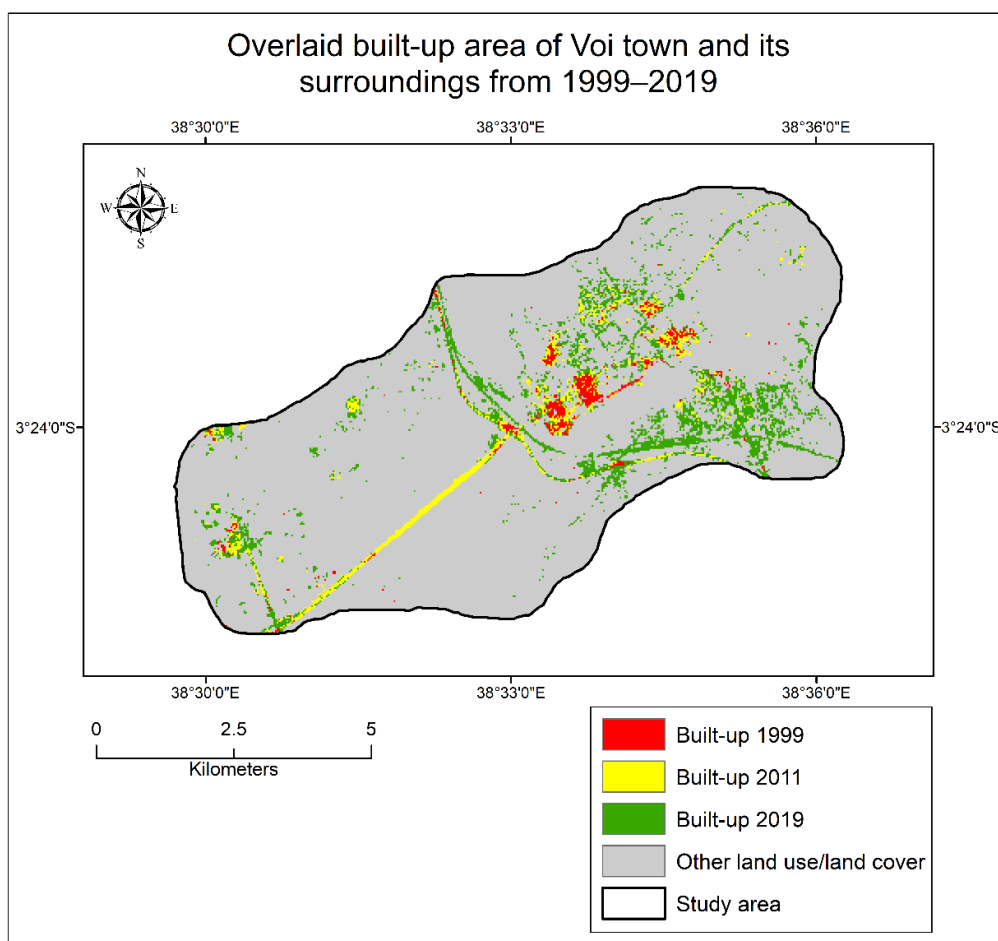 Overlaid built-up area of Voi town and its
surroundings from 1999–2019
38°30'0"E 38°33'0"E 38°36'0"E
N
W E
S
3°24'0"S 3°24'0"S
38°30'0"E 38°33'0"E 38°36'0"E
0 2.5 5
Kilometers
Built-up 1999
Built-up 2011
Built-up 2019
Other land use/land cover
Study area